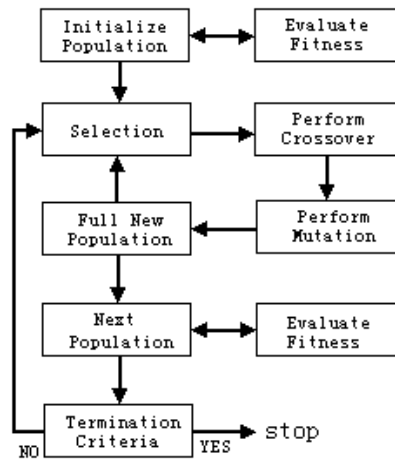 Initialize
Population
Evaluate
Fitness
Selection
Perform
Crossover
Full New
Population
Perform
Mutation
Next
Population
Evaluate
Fitness
Termination
Criteria
NO
YES
stop